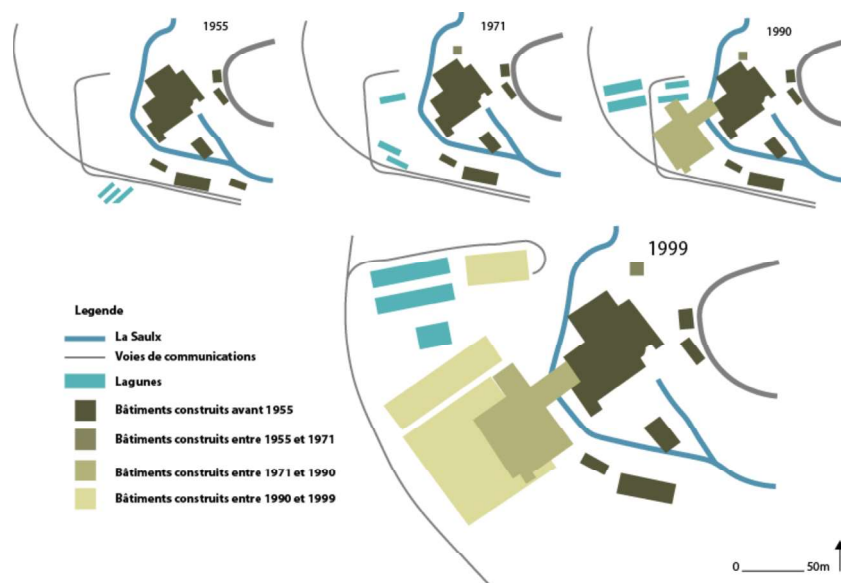 1955
1971
1990
1999
Legende
La Saulx
Voies de communications
Lagunes
Bâtiments construits avant 1955
Bâtiments construits entre 1955 et 1971
Bâtiments construits entre 1971 et 1990
Bâtiments construits entre 1990 et 1999
0 50m